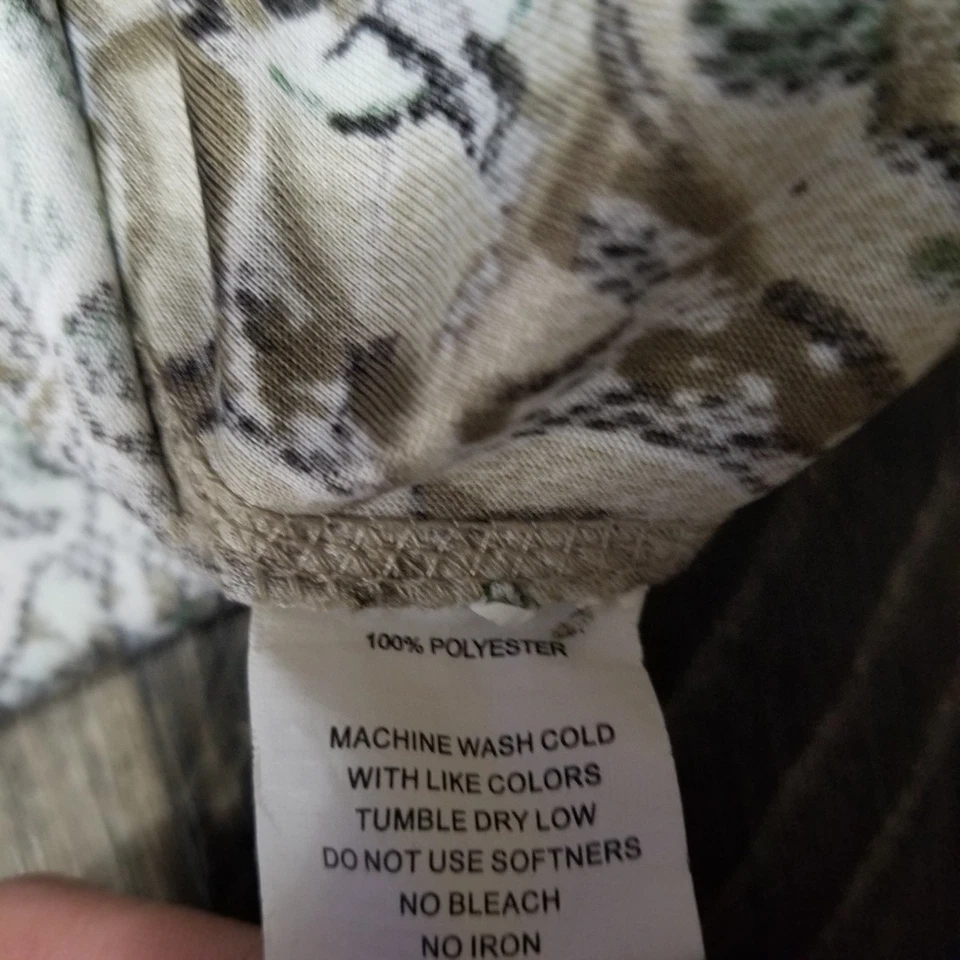 100% POLYESTER
MACHINE WASH COLD
WITH LIKE COLORS
TUMBLE DRY LOW
DO NOT USE SOFTNERS
NO BLEACH
NO IRON